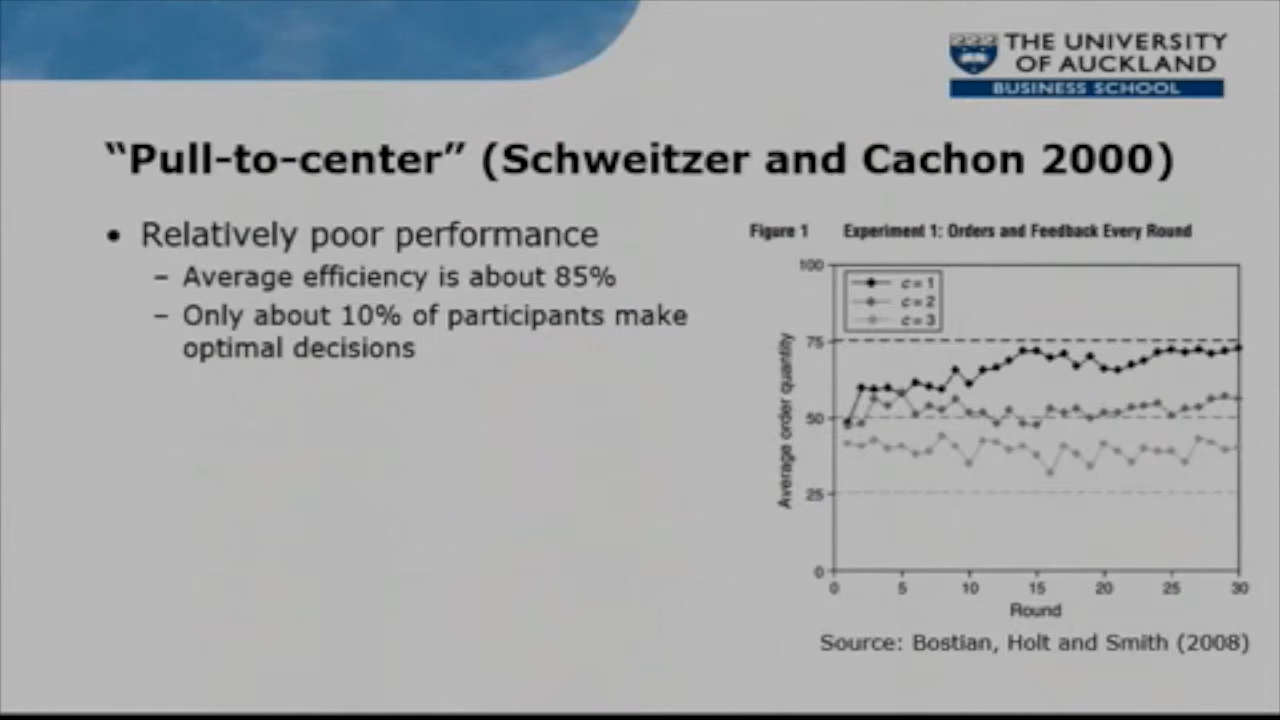 THE UNIVERSITY
OF AUCKLAND
BUSINESS SCHOOL
“Pull-to-center” (Schweitzer and Cachon 2000)
• Relatively poor performance
– Average efficiency is about 85%
– Only about 10% of participants make
optimal decisions
Figure 1 Experiment 1: Orders and Feedback Every Round
100
75
50
25
0
Average order quantity
c = 1
c = 2
c = 3
0 5 10 15 20 25 30
Round
Source: Bostian, Holt and Smith (2008)